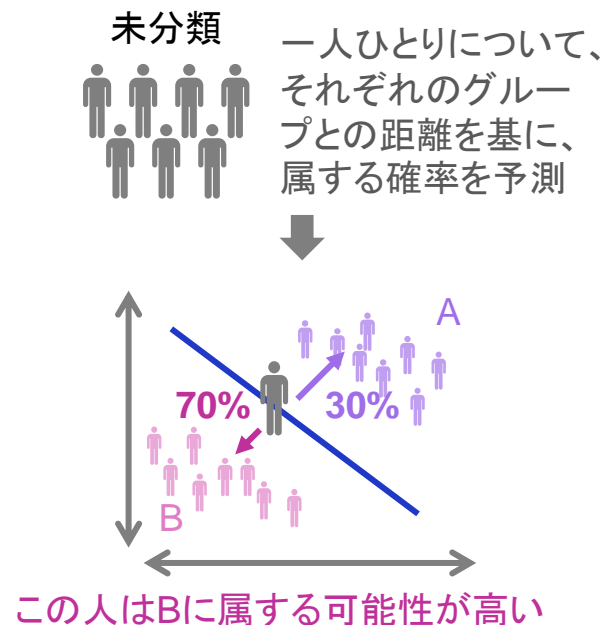 未分類
一人ひとりについて、
それぞれのグルー
プとの距離を基に、
属する確率を予測
A
70%
30%
B
この人はBに属する可能性が高い